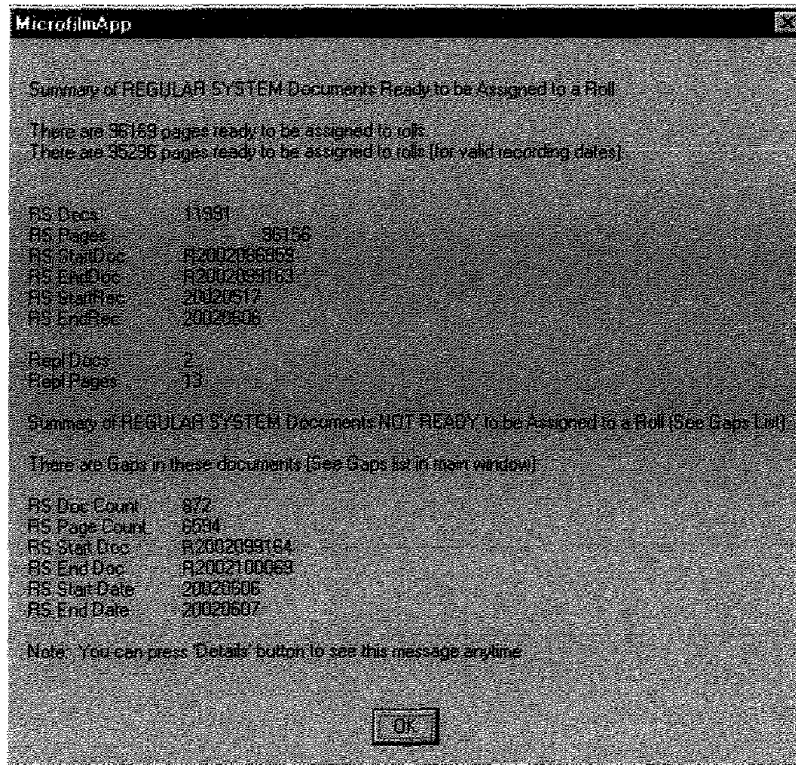 MicrofilmApp
Summary of REGULAR SYSTEM Documents Ready to be Assigned to a Roll
There are 96169 pages ready to be assigned to rolls.
There are 95296 pages ready to be assigned to rolls (for valid recording dates)
RS Docs 11991
RS Pages 96156
RS StartDoc R2002086959
RS EndDoc R2002099163
RS StartRec 20020517
RS EndRec 20020606
Repl Docs 2
Repl Pages 13
Summary of REGULAR SYSTEM Documents NOT READY to be Assigned to a Roll (See Gaps List)
There are Gaps in these documents (See Gaps list in main window)
RS Doc Count 872
RS Page Count 6594
RS Start Doc R2002099164
RS End Doc R2002100069
RS Start Date 20020606
RS End Date 20020607
Note: You can press 'Details' button to see this message anytime
OK